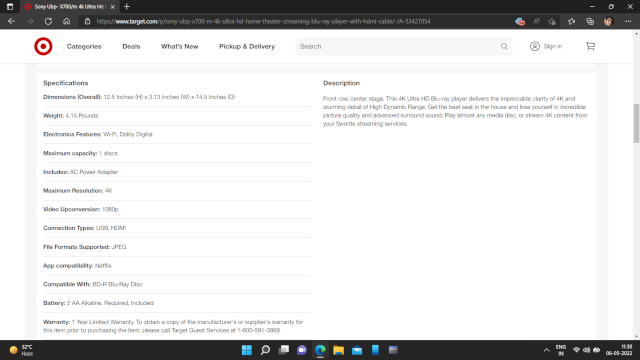 Sony Ubp- X700/m 4k Ultra Hd
https://www.target.com/p/sony-ubp-x700-m-4k-ultra-hd-home-theater-streaming-blu-ray-player-with-hdmi-cable/-/A-53427054
Categories Deals What's New Pickup & Delivery Search Sign in
Specifications
Dimensions (Overall): 12.5 Inches (H) x 3.13 Inches (W) x 14.5 Inches (D)
Weight: 4.15 Pounds
Electronics Features: Wi-Fi, Dolby Digital
Maximum capacity: 1 discs
Includes: AC Power Adapter
Maximum Resolution: 4K
Video Upconversion: 1080p
Connection Types: USB, HDMI
File Formats Supported: JPEG
App compatibility: Netflix
Compatible With: BD-R Blu-Ray Disc
Battery: 2 AA Alkaline, Required, Included
Warranty: 1 Year Limited Warranty. To obtain a copy of the manufacturer's or supplier's warranty for
this item prior to purchasing the item, please call Target Guest Services at 1-800-591-3869
Description
Front row, center stage. This 4K Ultra HD Blu-ray player delivers the impeccable clarity of 4K and
stunning detail of High Dynamic Range. Get the best seat in the house and lose yourself in incredible
picture quality and advanced surround sound. Play almost any media disc, or stream 4K content from
your favorite streaming services.
32°C
Haze
ENG
IN
11:30
06-05-2022